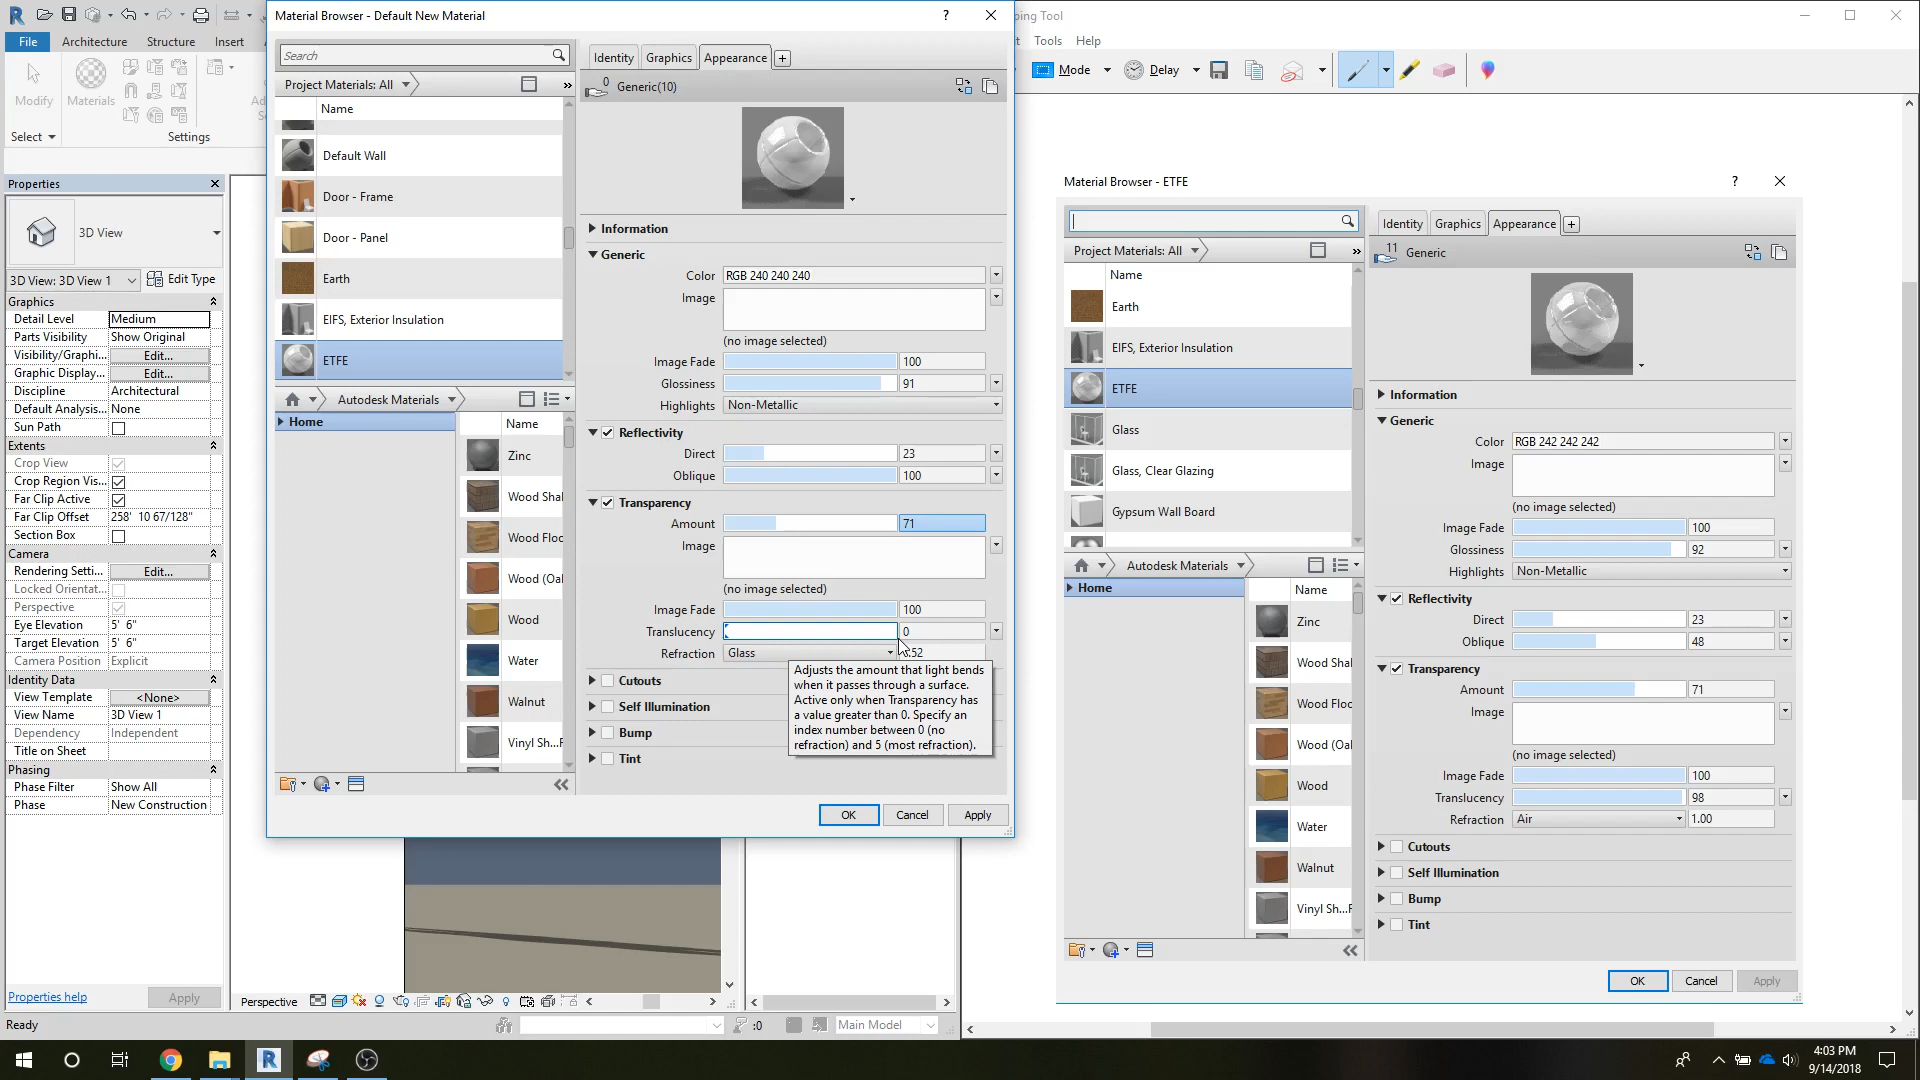 Material Browser - Default New Material
?
ping Tool
File
Architecture
Structure
Insert
Tools
Help
Search
Identity
Graphics
Appearance
+
Mode
Delay
Modify
Materials
Project Materials: All
»
0
Generic(10)
Name
Select
Settings
Default Wall
Door - Frame
Door - Panel
Earth
EIFS, Exterior Insulation
ETFE
Autodesk Materials
Home
Name
Zinc
Wood Shal
Wood Floo
Wood (Oal
Wood
Water
Walnut
Vinyl Sh...F
Information
Generic
Color
RGB 240 240 240
Image
(no image selected)
Image Fade
100
Glossiness
91
Highlights
Non-Metallic
Reflectivity
Direct
23
Oblique
100
Transparency
Amount
71
Image
(no image selected)
Image Fade
100
Translucency
0
Refraction
Glass
.52
Adjusts the amount that light bends
when it passes through a surface.
Active only when Transparency has
a value greater than 0. Specify an
index number between 0 (no
refraction) and 5 (most refraction).
Cutouts
Self Illumination
Bump
Tint
OK
Cancel
Apply
Properties
3D View
3D View: 3D View 1
Edit Type
Graphics
Detail Level
Medium
Parts Visibility
Show Original
Visibility/Graphi...
Edit...
Graphic Display...
Edit...
Discipline
Architectural
Default Analysis...
None
Sun Path
Extents
Crop View
Crop Region Vis...
Far Clip Active
Far Clip Offset
258' 10 67/128"
Section Box
Camera
Rendering Setti...
Edit...
Locked Orientat...
Perspective
Eye Elevation
5' 6"
Target Elevation
5' 6"
Camera Position
Explicit
Identity Data
View Template
<None>
View Name
3D View 1
Dependency
Independent
Title on Sheet
Phasing
Phase Filter
Show All
Phase
New Construction
Properties help
Apply
Perspective
Ready
:0
Main Model
Material Browser - ETFE
?
Identity
Graphics
Appearance
+
Project Materials: All
»
11
Generic
Name
Earth
EIFS, Exterior Insulation
ETFE
Glass
Glass, Clear Glazing
Gypsum Wall Board
Autodesk Materials
Home
Name
Zinc
Wood Shal
Wood Floo
Wood (Oal
Wood
Water
Walnut
Vinyl Sh...F
Information
Generic
Color
RGB 242 242 242
Image
(no image selected)
Image Fade
100
Glossiness
92
Highlights
Non-Metallic
Reflectivity
Direct
23
Oblique
48
Transparency
Amount
71
Image
(no image selected)
Image Fade
100
Translucency
98
Refraction
Air
1.00
Cutouts
Self Illumination
Bump
Tint
OK
Cancel
Apply
4:03 PM
9/14/2018